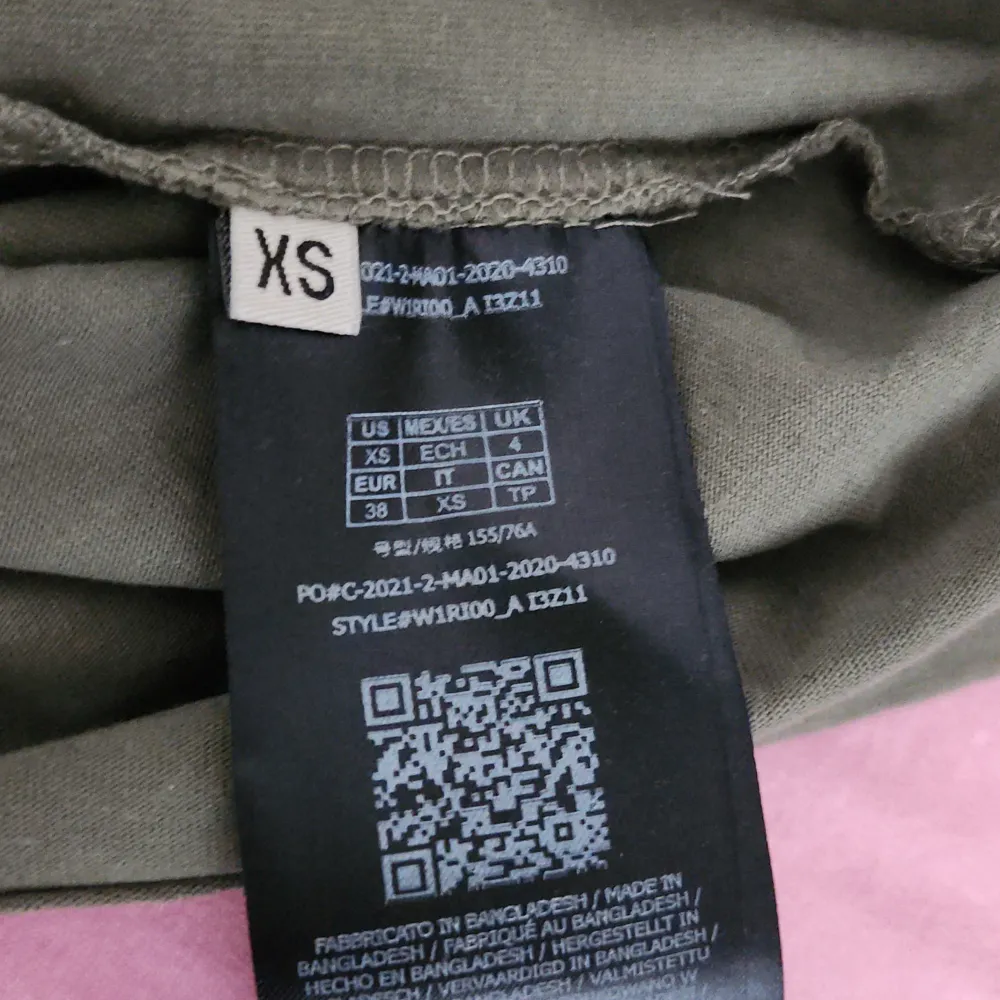 XS
021-2-MA01-2020-4310
LE#W1RI00_A I3Z11
US MEX/ES UK
XS ECH 4
EUR IT CAN
38 XS TP
号型/规格 155/76A
PO#C-2021-2-MA01-2020-4310
STYLE#W1RI00_A I3Z11
FABBRICATO IN BANGLADESH / MADE IN
BANGLADESH / FABRIQUÉ AU BANGLADESH /
HECHO EN BANGLADESH / HERGESTELLT IN
BANGLADESCH / VERVAARDIGD IN BANGLADESH /
BANGLADESH / VALMISTETTU